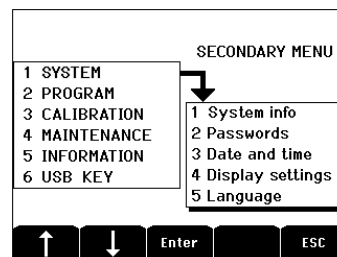 SECONDARY MENU
1 SYSTEM
2 PROGRAM
3 CALIBRATION
4 MAINTENANCE
5 INFORMATION
6 USB KEY
1 System info
2 Passwords
3 Date and time
4 Display settings
5 Language
Enter ESC